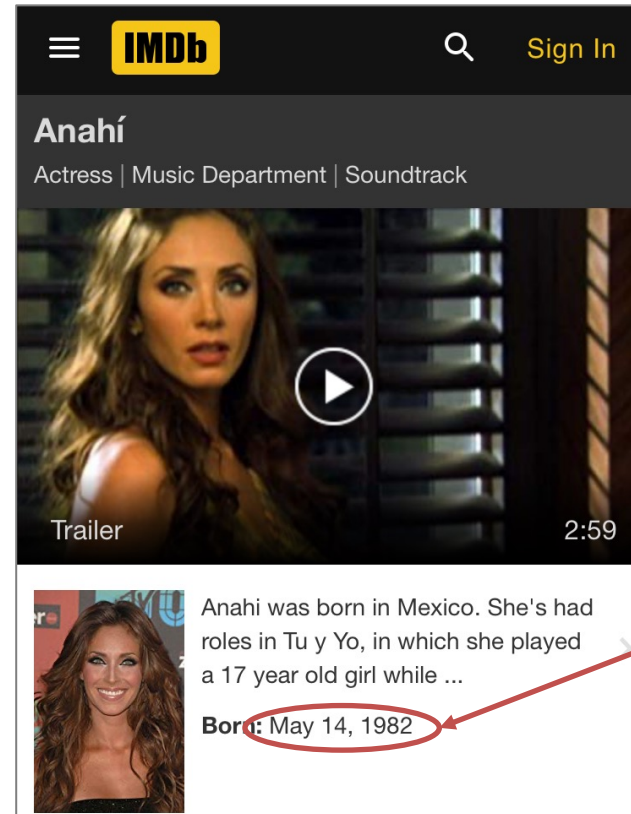 IMDb Sign In
Anahí
Actress | Music Department | Soundtrack
Trailer 2:59
Anahi was born in Mexico. She's had
roles in Tu y Yo, in which she played
a 17 year old girl while ...
Born: May 14, 1982